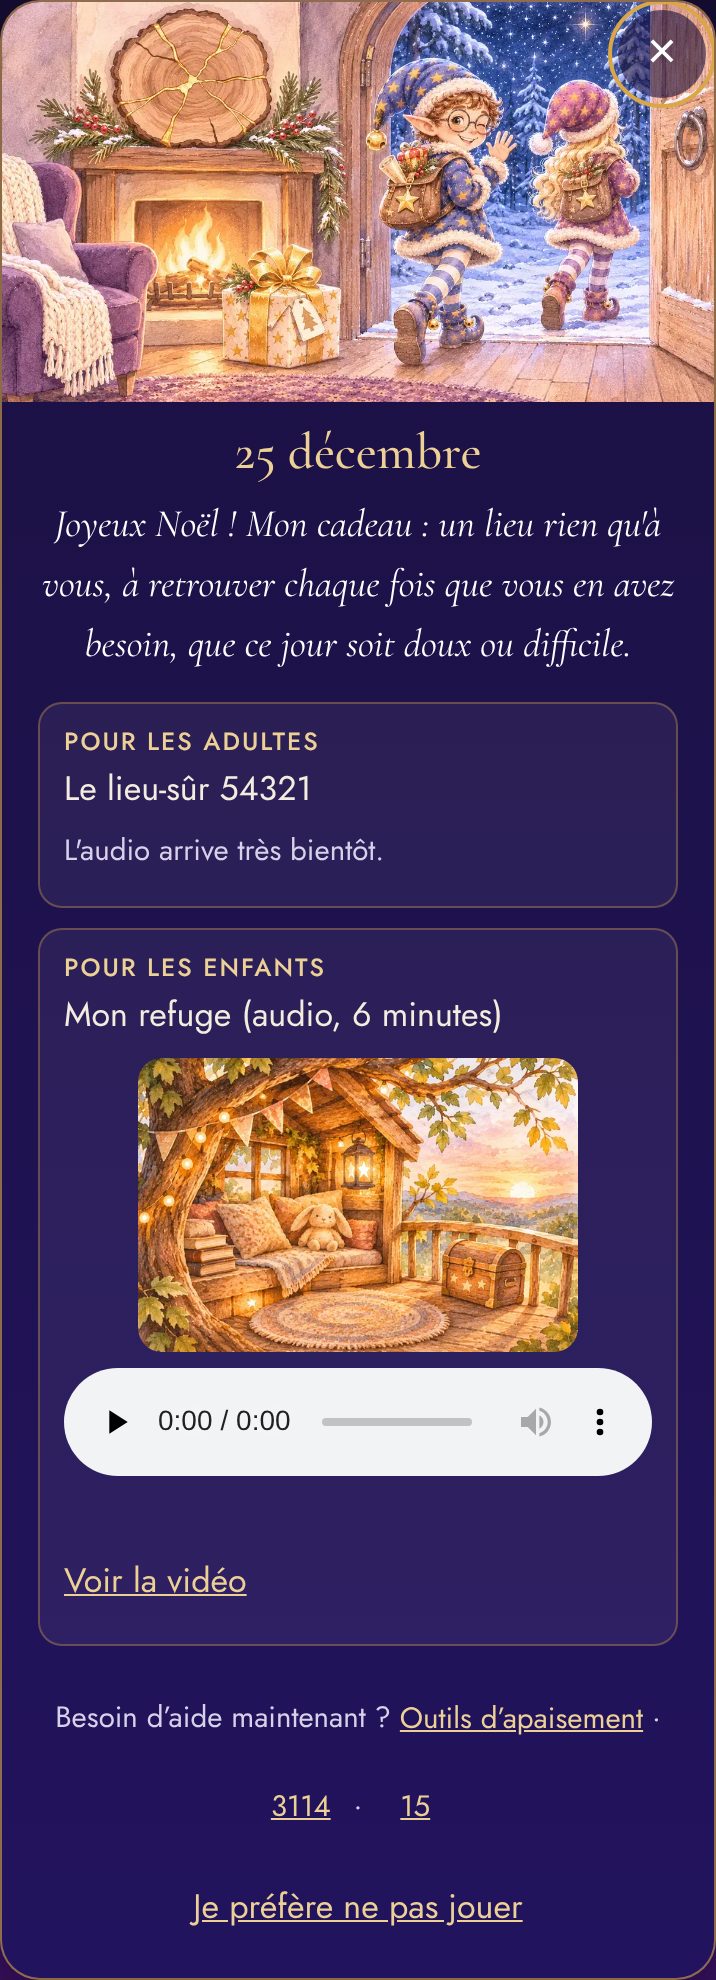 25 décembre
Joyeux Noël ! Mon cadeau : un lieu rien qu'à
vous, à retrouver chaque fois que vous en avez
besoin, que ce jour soit doux ou difficile.
POUR LES ADULTES
Le lieu-sûr 54321
L'audio arrive très bientôt.
POUR LES ENFANTS
Mon refuge (audio, 6 minutes)
0:00 / 0:00
Voir la vidéo
Besoin d’aide maintenant ? Outils d’apaisement ·
3114 · 15
Je préfère ne pas jouer